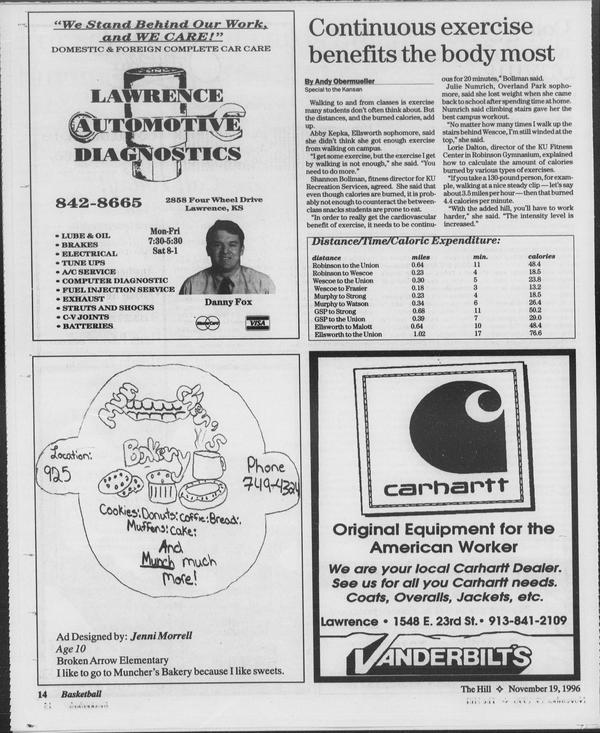 "We Stand Behind Our Work,
and WE CARE!"
DOMESTIC & FOREIGN COMPLETE CAR CARE
LAWRENCE
AUTOMOTIVE
DIAGNOSTICS
842-8665
2858 Four Wheel Drive
Lawrence, KS
• LUBE & OIL
• BRAKES
• ELECTRICAL
• TUNE UPS
• A/C SERVICE
• COMPUTER DIAGNOSTIC
• FUEL INJECTION SERVICE
• EXHAUST
• STRUTS AND SHOCKS
• C-V JOINTS
• BATTERIES
Mon-Fri
7:30-5:30
Sat 8-1
Danny Fox
MasterCard
VISA
Continuous exercise
benefits the body most
By Andy Obermueller
Special to the Kansan
Walking to and from classes is exercise
many students don't often think about. But
the distances, and the burned calories, add
up.
Abby Kepka, Ellsworth sophomore, said
she didn't think she got enough exercise
from walking on campus.
"I get some exercise, but the exercise I get
by walking is not enough," she said. "You
need to do more."
Shannon Bollman, fitness director for KU
Recreation Services, agreed. She said that
even though calories are burned, it is prob-
ably not enough to counteract the between-
class snacks students are prone to eat.
"In order to really get the cardiovascular
benefit of exercise, it needs to be continu-
ous for 20 minutes," Bollman said.
Julie Numrich, Overland Park sopho-
more, said she lost weight when she came
back to school after spending time at home.
Numrich said climbing stairs gave her the
best campus workout.
"No matter how many times I walk up the
stairs behind Wescoe, I'm still winded at the
top," she said.
Lorie Dalton, director of the KU Fitness
Center in Robinson Gymnasium, explained
how to calculate the amount of calories
burned by various types of exercises.
"If you take a 130-pound person, for exam-
ple, walking at a nice steady clip — let's say
about 3.5 miles per hour — then that burned
4.4 calories per minute.
"With the added hill, you'll have to work
harder," she said. "The intensity level is
increased."
Distance/Time/Caloric Expenditure:
distance miles min. calories
Robinson to the Union 0.64 11 48.4
Robinson to Wescoe 0.23 4 18.5
Wescoe to the Union 0.30 5 23.8
Wescoe to Frasier 0.18 3 13.2
Murphy to Strong 0.23 4 18.5
Murphy to Watson 0.34 6 26.4
GSP to Strong 0.68 11 50.2
GSP to the Union 0.39 7 29.0
Ellsworth to Malott 0.64 10 48.4
Ellsworth to the Union 1.02 17 76.6
Muncher's
Bakery
Location:
925
Phone
749-4324
Cookies: Donuts: coffie: Bread:
Muffens: cake:
And
Munch much
more!
Ad Designed by: Jenni Morrell
Age 10
Broken Arrow Elementary
I like to go to Muncher's Bakery because I like sweets.
carhartt
Original Equipment for the
American Worker
We are your local Carhartt Dealer.
See us for all you Carhartt needs.
Coats, Overalls, Jackets, etc.
Lawrence • 1548 E. 23rd St. • 913-841-2109
VANDERBILT'S
14 Basketball
The Hill ✧ November 19, 1996